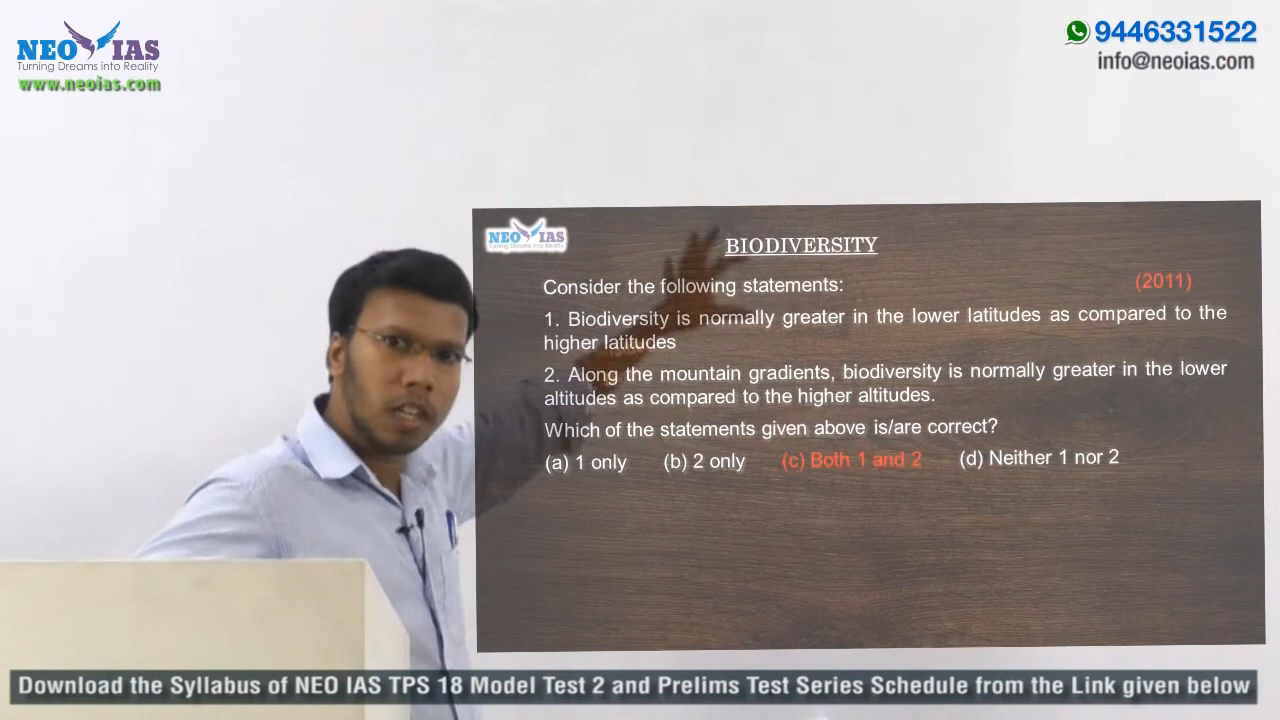 NEO IAS
Turning Dreams into Reality
www.neoias.com
9446331522
info@neoias.com
NEO IAS
Turning Dreams into Reality
BIODIVERSITY
Consider the following statements: (2011)
1. Biodiversity is normally greater in the lower latitudes as compared to the
higher latitudes
2. Along the mountain gradients, biodiversity is normally greater in the lower
altitudes as compared to the higher altitudes.
Which of the statements given above is/are correct?
(a) 1 only (b) 2 only (c) Both 1 and 2 (d) Neither 1 nor 2
Download the Syllabus of NEO IAS TPS 18 Model Test 2 and Prelims Test Series Schedule from the Link given below